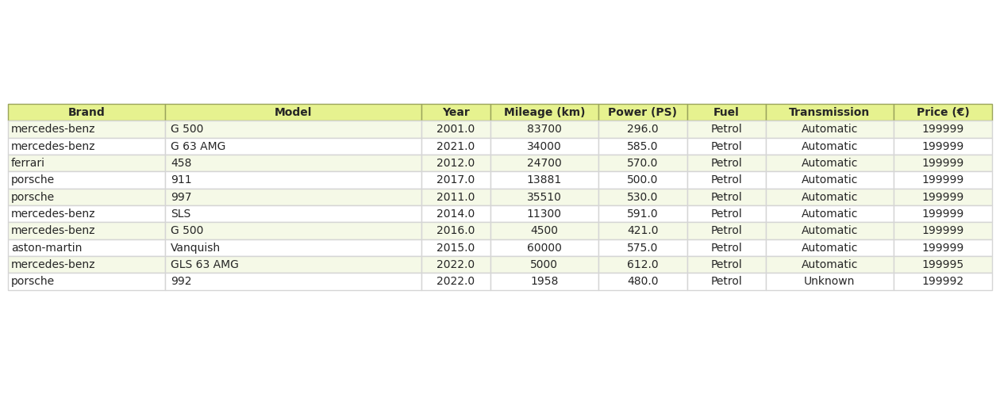 Brand Model Year Mileage (km) Power (PS) Fuel Transmission Price (€)
mercedes-benz G 500 2001.0 83700 296.0 Petrol Automatic 199999
mercedes-benz G 63 AMG 2021.0 34000 585.0 Petrol Automatic 199999
ferrari 458 2012.0 24700 570.0 Petrol Automatic 199999
porsche 911 2017.0 13881 500.0 Petrol Automatic 199999
porsche 997 2011.0 35510 530.0 Petrol Automatic 199999
mercedes-benz SLS 2014.0 11300 591.0 Petrol Automatic 199999
mercedes-benz G 500 2016.0 4500 421.0 Petrol Automatic 199999
aston-martin Vanquish 2015.0 60000 575.0 Petrol Automatic 199999
mercedes-benz GLS 63 AMG 2022.0 5000 612.0 Petrol Automatic 199995
porsche 992 2022.0 1958 480.0 Petrol Unknown 199992